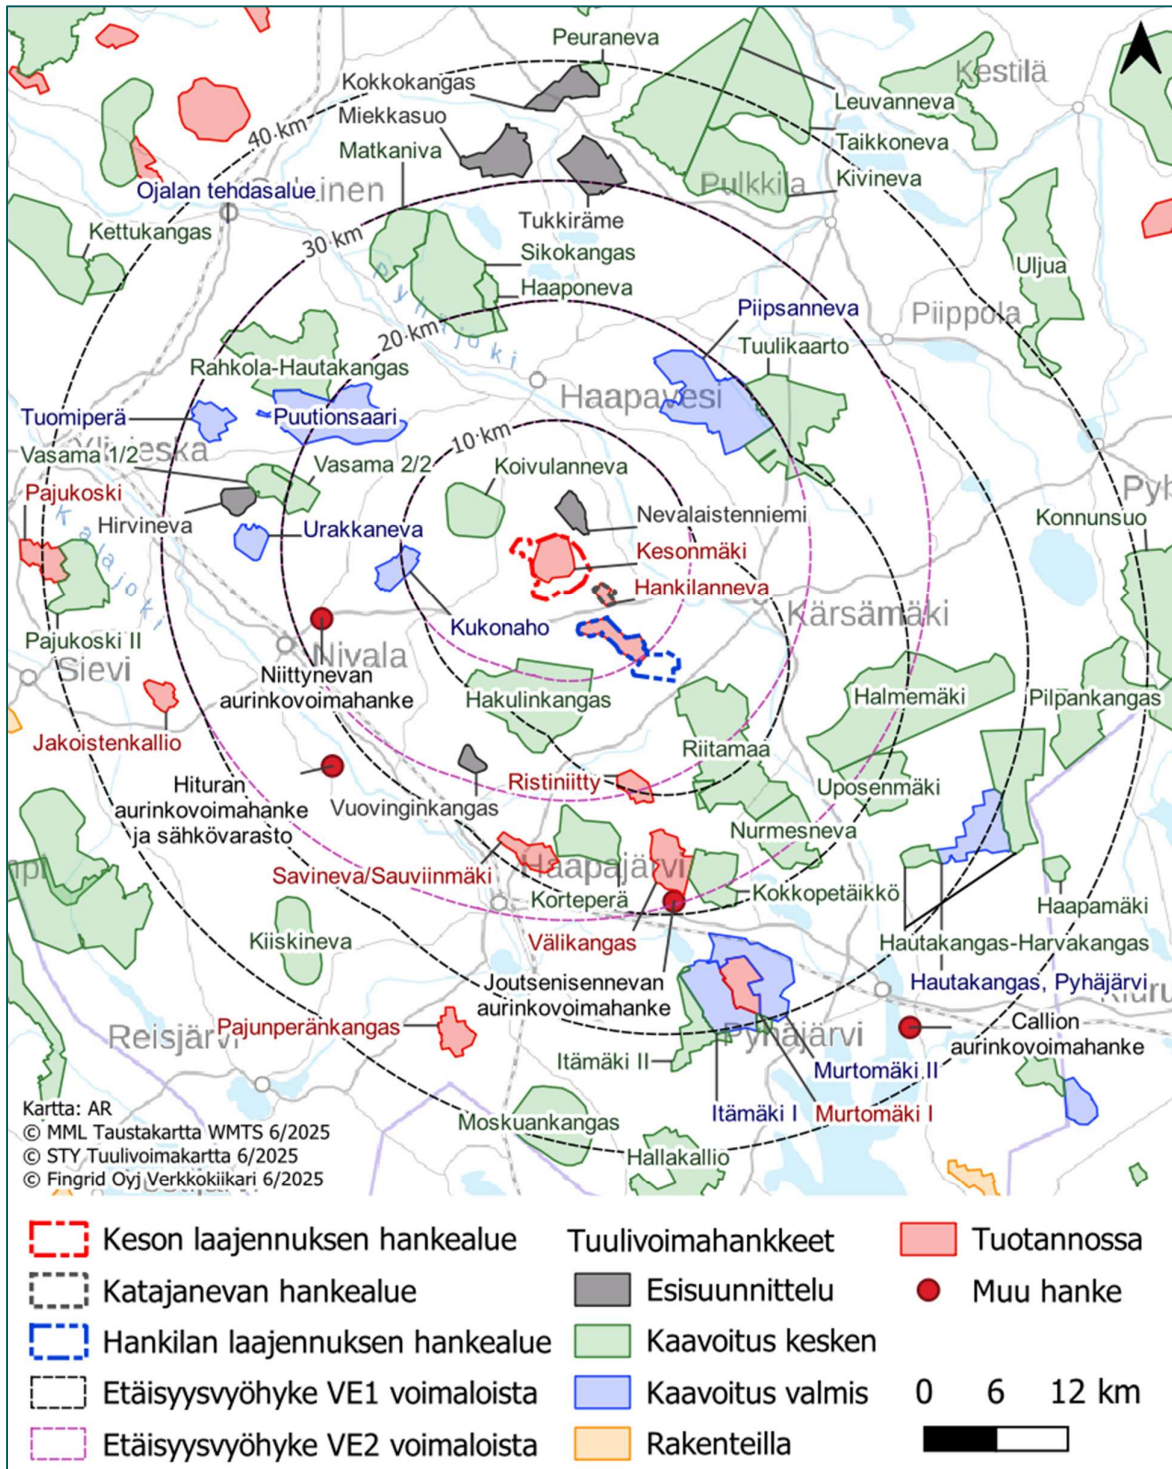 Peuraneva
Kestilä
Kokkokangas
Leuvanneva
Miekkasuo
40 km
Taikkoneva
Matkaniva
Pulkkila
Kivineva
Ojalan tehdasalue
Tukkiräme
Kettukangas
30 km
Sikokangas
Uljua
Pyhäjoki
Haaponeva
Piipsanneva
Piippola
20 km
Tuulikaarto
Rahkola-Hautakangas
Haapavesi
Tuomiperä
Puutionsaari
10 km
Vasama 1/2
Vasama 2/2
Koivulanneva
Pajukoski
Hirvineva
Nevalaistenniemi
Konnunsuo
Urakkaneva
Kesonmäki
Kalajoki
Hankilanneva
Kärsämäki
Pajukoski II
Kukonaho
Sievi
Nivala
Niittynevan
aurinkovoimahanke
Hakulinkangas
Halmemäki
Pilpankangas
Jakoistenkallio
Riitamaa
Hituran
aurinkovoimahanke
ja sähkövarasto
Ristiniitty
Uposenmäki
Vuovinginkangas
Nurmesneva
Savineva/Sauviinmäki
Haapajärvi
Korteperä
Kokkopetäikkö
Haapamäki
Kiiskineva
Välikangas
Hautakangas-Harvakangas
Joutsenisennevan
aurinkovoimahanke
Hautakangas, Pyhäjärvi
Reisjärvi
Pajunperänkangas
Pyhäjärvi
Callion
aurinkovoimahanke
Itämäki II
Murtomäki II
Itämäki I
Murtomäki I
Moskuankangas
Hallakallio
Kartta: AR
© MML Taustakartta WMTS 6/2025
© STY Tuulivoimakartta 6/2025
© Fingrid Oyj Verkkokiikari 6/2025
Keson laajennuksen hankealue
Katajanevan hankealue
Hankilan laajennuksen hankealue
Etäisyysvyöhyke VE1 voimaloista
Etäisyysvyöhyke VE2 voimaloista
Tuulivoimahankkeet
Esisuunnittelu
Kaavoitus kesken
Kaavoitus valmis
Rakenteilla
Tuotannossa
Muu hanke
0 6 12 km